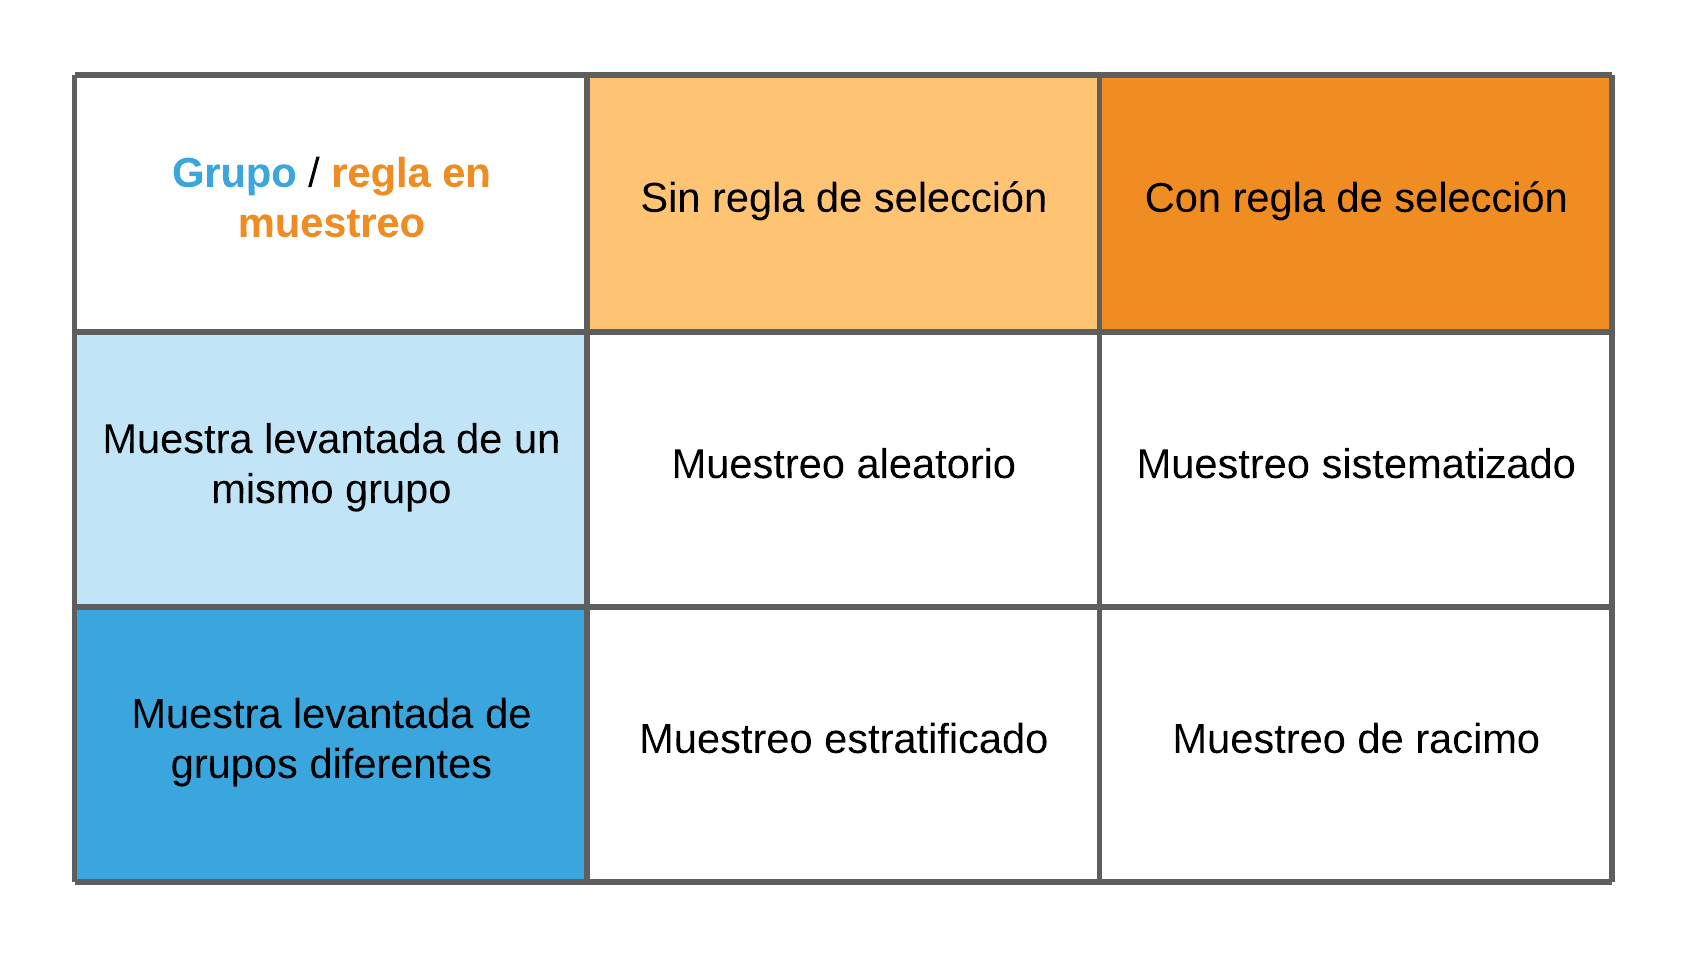 Grupo / regla en
muestreo
Sin regla de selección
Con regla de selección
Muestra levantada de un
mismo grupo
Muestreo aleatorio
Muestreo sistematizado
Muestra levantada de
grupos diferentes
Muestreo estratificado
Muestreo de racimo